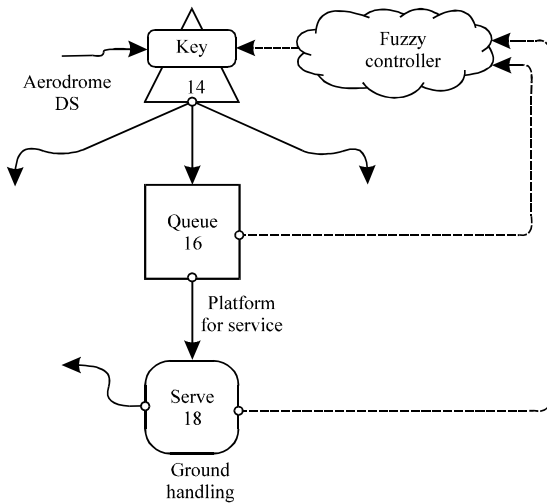 Key
Fuzzy
controller
Aerodrome
DS
14
Queue
16
Platform
for service
Serve
18
Ground
handling